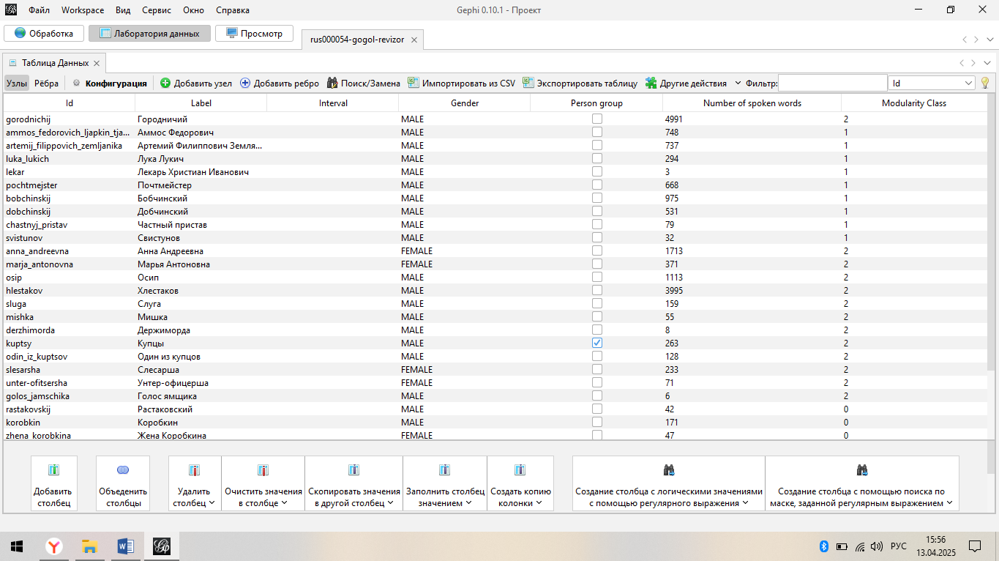 Файл Workspace Вид Сервис Окно Справка Gephi 0.10.1 - Проект
Обработка Лаборатория данных Просмотр rus000054-gogol-revizor
Таблица Данных
Узлы Рёбра Конфигурация Добавить узел Добавить ребро Поиск/Замена Импортировать из CSV Экспортировать таблицу Другие действия Фильтр: Id
Id Label Interval Gender Person group Number of spoken words Modularity Class
gorodnichij Городничий MALE 4991 2
ammos_fedorovich_ljapkin_tja... Аммос Федорович MALE 748 1
artemij_filippovich_zemljanika Артемий Филиппович Земля... MALE 737 1
luka_lukich Лука Лукич MALE 294 1
lekar Лекарь Христиан Иванович MALE 3 1
pochtmejster Почтмейстер MALE 668 1
bobchinskij Бобчинский MALE 975 1
dobchinskij Добчинский MALE 531 1
chastnyj_pristav Частный пристав MALE 79 1
svistunov Свистунов MALE 32 1
anna_andreevna Анна Андреевна FEMALE 1713 2
marja_antonovna Марья Антоновна FEMALE 371 2
osip Осип MALE 1113 2
hlestakov Хлестаков MALE 3995 2
sluga Слуга MALE 159 2
mishka Мишка MALE 55 2
derzhimorda Держиморда MALE 8 2
kuptsy Купцы MALE 263 2
odin_iz_kuptsov Один из купцов MALE 128 2
slesarsha Слесарша FEMALE 233 2
unter-ofitsersha Унтер-офицерша FEMALE 71 2
golos_jamschika Голос ямщика MALE 6 2
rastakovskij Растаковский MALE 42 0
korobkin Коробкин MALE 171 0
zhena_korobkina Жена Коробкина FEMALE 47 0
Добавить столбец
Объеденить столбцы
Удалить столбец
Очистить значения в столбце
Скопировать значения в другой столбец
Заполнить столбец значением
Создать копию колонки
Создание столбца с логическими значениями с помощью регулярного выражения
Создание столбца с помощью поиска по маске, заданной регулярным выражением
РУС 15:56
13.04.2025